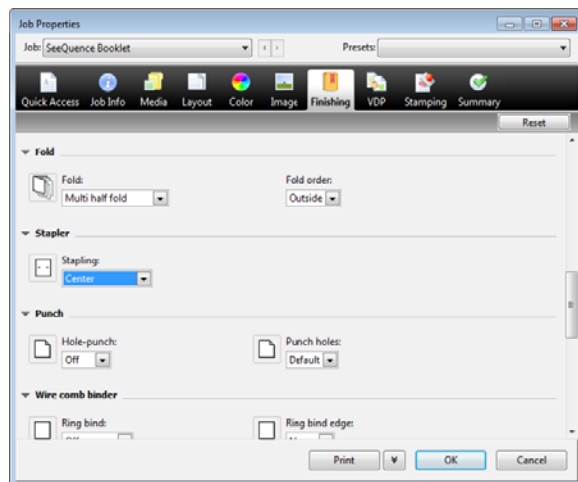 Job Properties
Job: SeeQuence Booklet Presets:
Quick Access Job Info Media Layout Color Image Finishing VDP Stamping Summary
Reset
Fold
Fold: Fold order:
Multi half fold Outside
Stapler
Stapling:
Center
Punch
Hole-punch: Punch holes:
Off Default
Wire comb binder
Ring bind: Ring bind edge:
Print OK Cancel